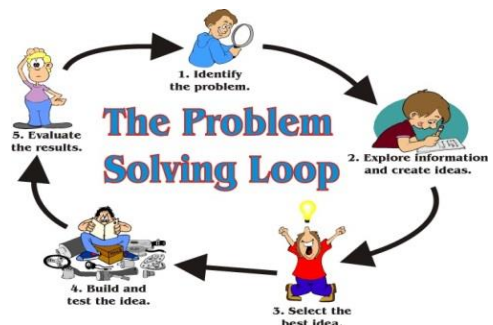 1. Identify
the problem.
The Problem
Solving Loop
2. Explore information
and create ideas.
3. Select the
best idea.
4. Build and
test the idea.
5. Evaluate
the results.